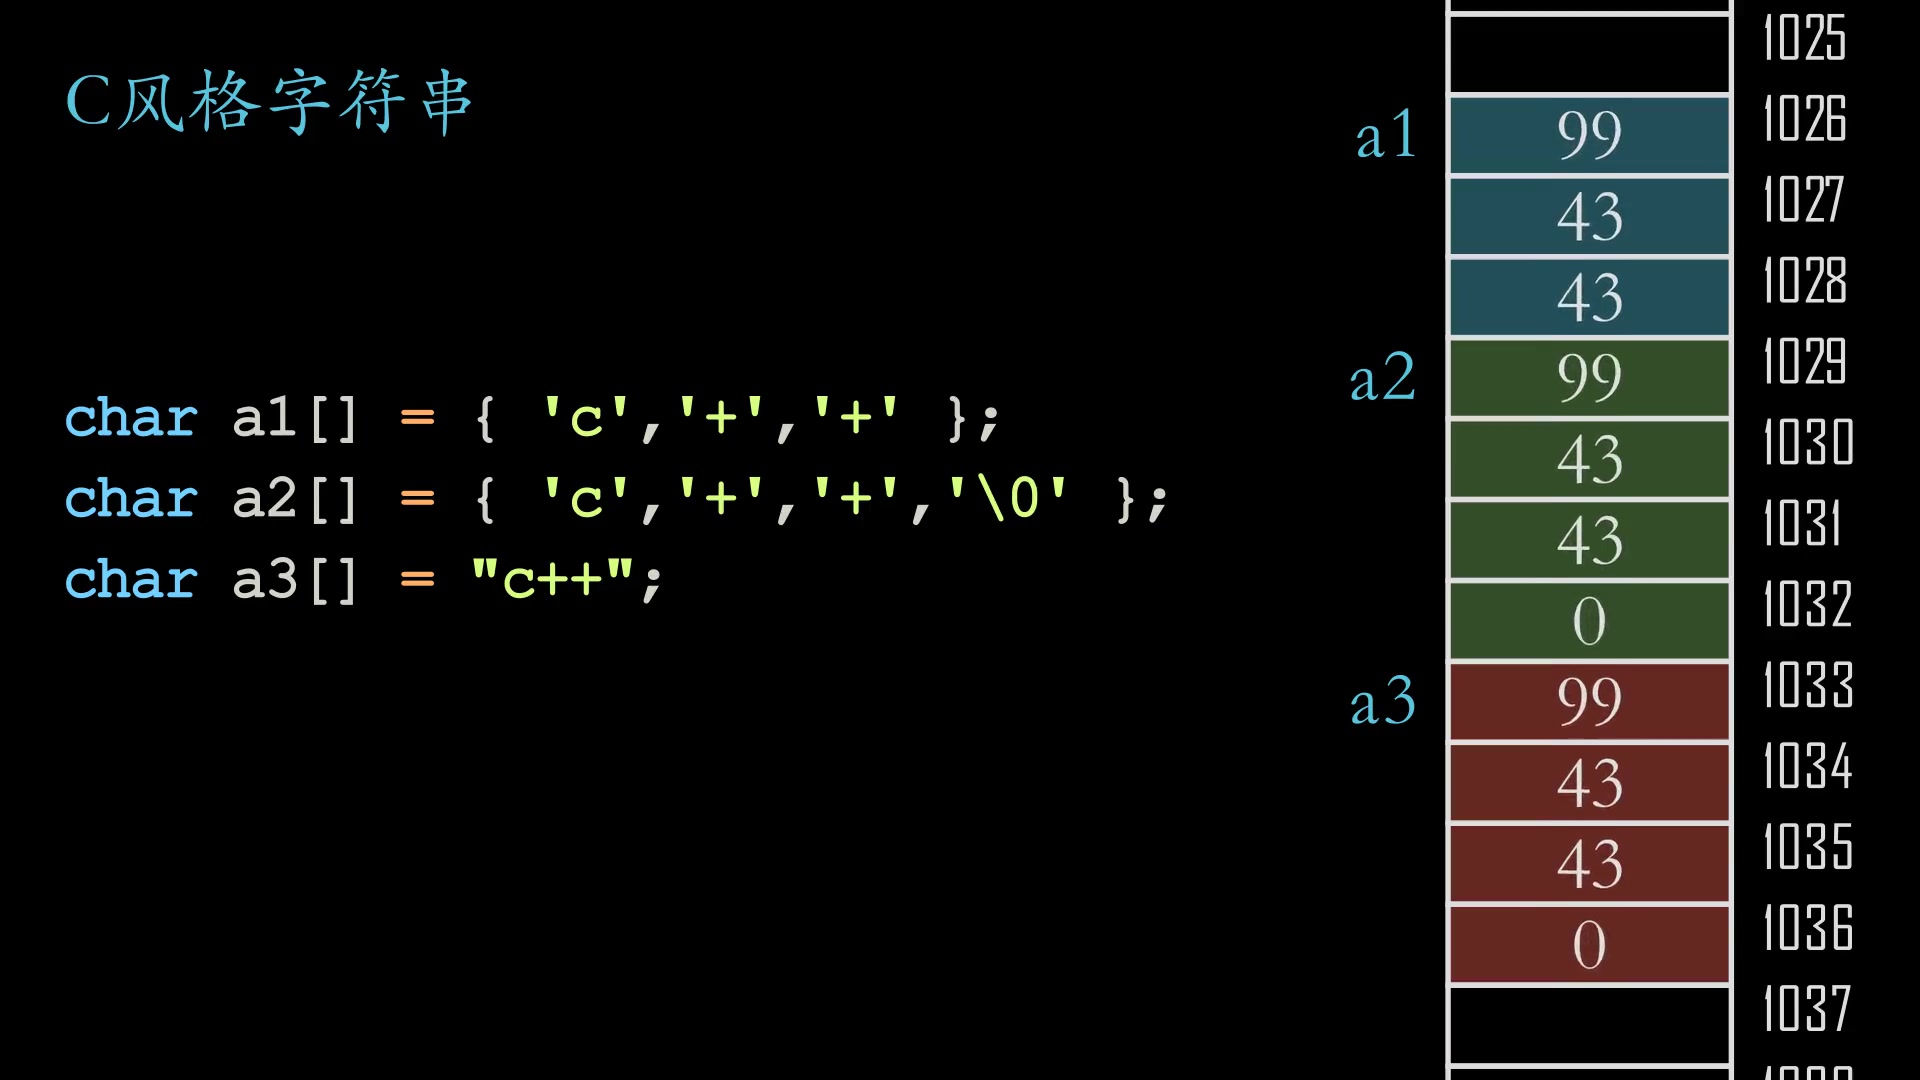 C风格字符串
char a1[] = { 'c','+','+' };
char a2[] = { 'c','+','+','\0' };
char a3[] = "c++";
1025
a1 99 1026
43 1027
43 1028
a2 99 1029
43 1030
43 1031
0 1032
a3 99 1033
43 1034
43 1035
0 1036
1037